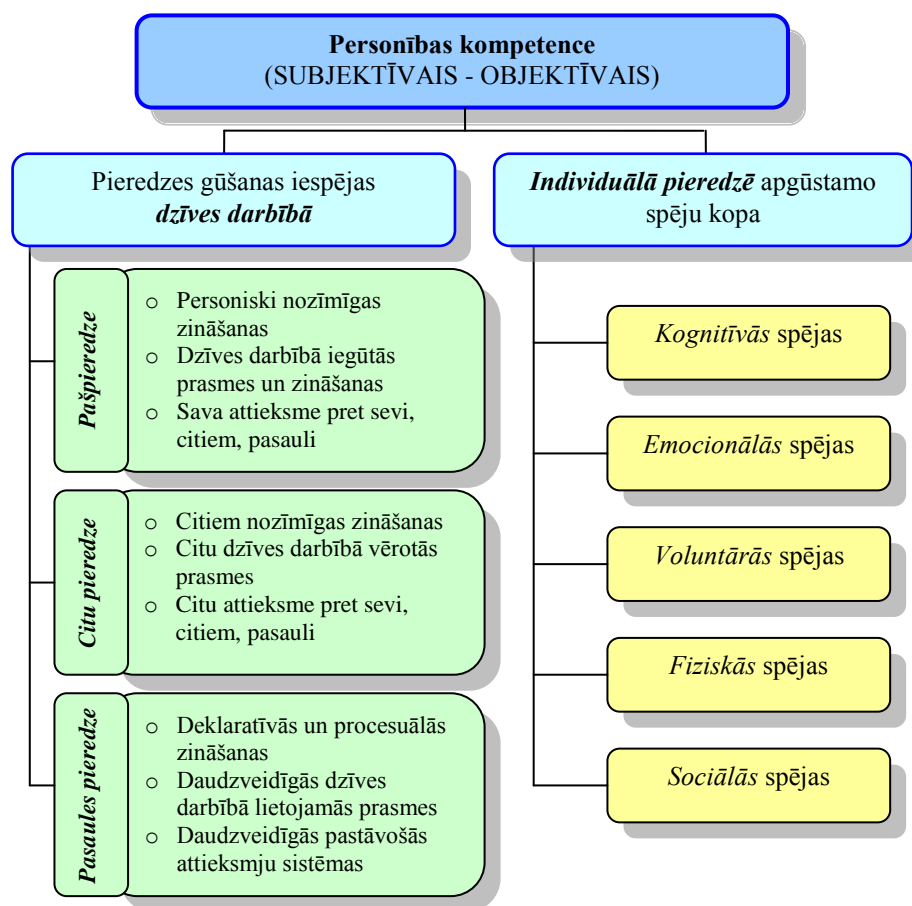 Personības kompetence
(SUBJEKTĪVAIS - OBJEKTĪVAIS)
Pieredzes gūšanas iespējas
dzīves darbībā
Pašpieredze
o Personiski nozīmīgas
zināšanas
o Dzīves darbībā iegūtās
prasmes un zināšanas
o Sava attieksme pret sevi,
citiem, pasauli
Citu pieredze
o Citiem nozīmīgas zināšanas
o Citu dzīves darbībā vērotās
prasmes
o Citu attieksme pret sevi,
citiem, pasauli
Pasaules pieredze
o Deklaratīvās un procesuālās
zināšanas
o Daudzveidīgās dzīves
darbībā lietojamās prasmes
o Daudzveidīgās pastāvošās
attieksmju sistēmas
Individuālā pieredzē apgūstamo
spēju kopa
Kognitīvās spējas
Emocionālās spējas
Voluntārās spējas
Fiziskās spējas
Sociālās spējas